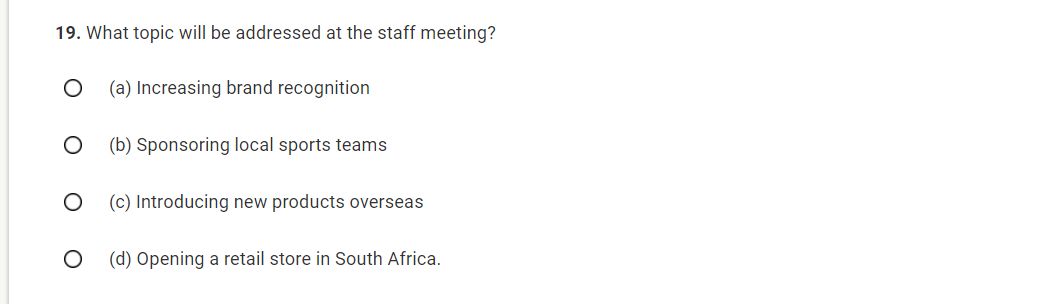 19. What topic will be addressed at the staff meeting?
(a) Increasing brand recognition
(b) Sponsoring local sports teams
(c) Introducing new products overseas
(d) Opening a retail store in South Africa.